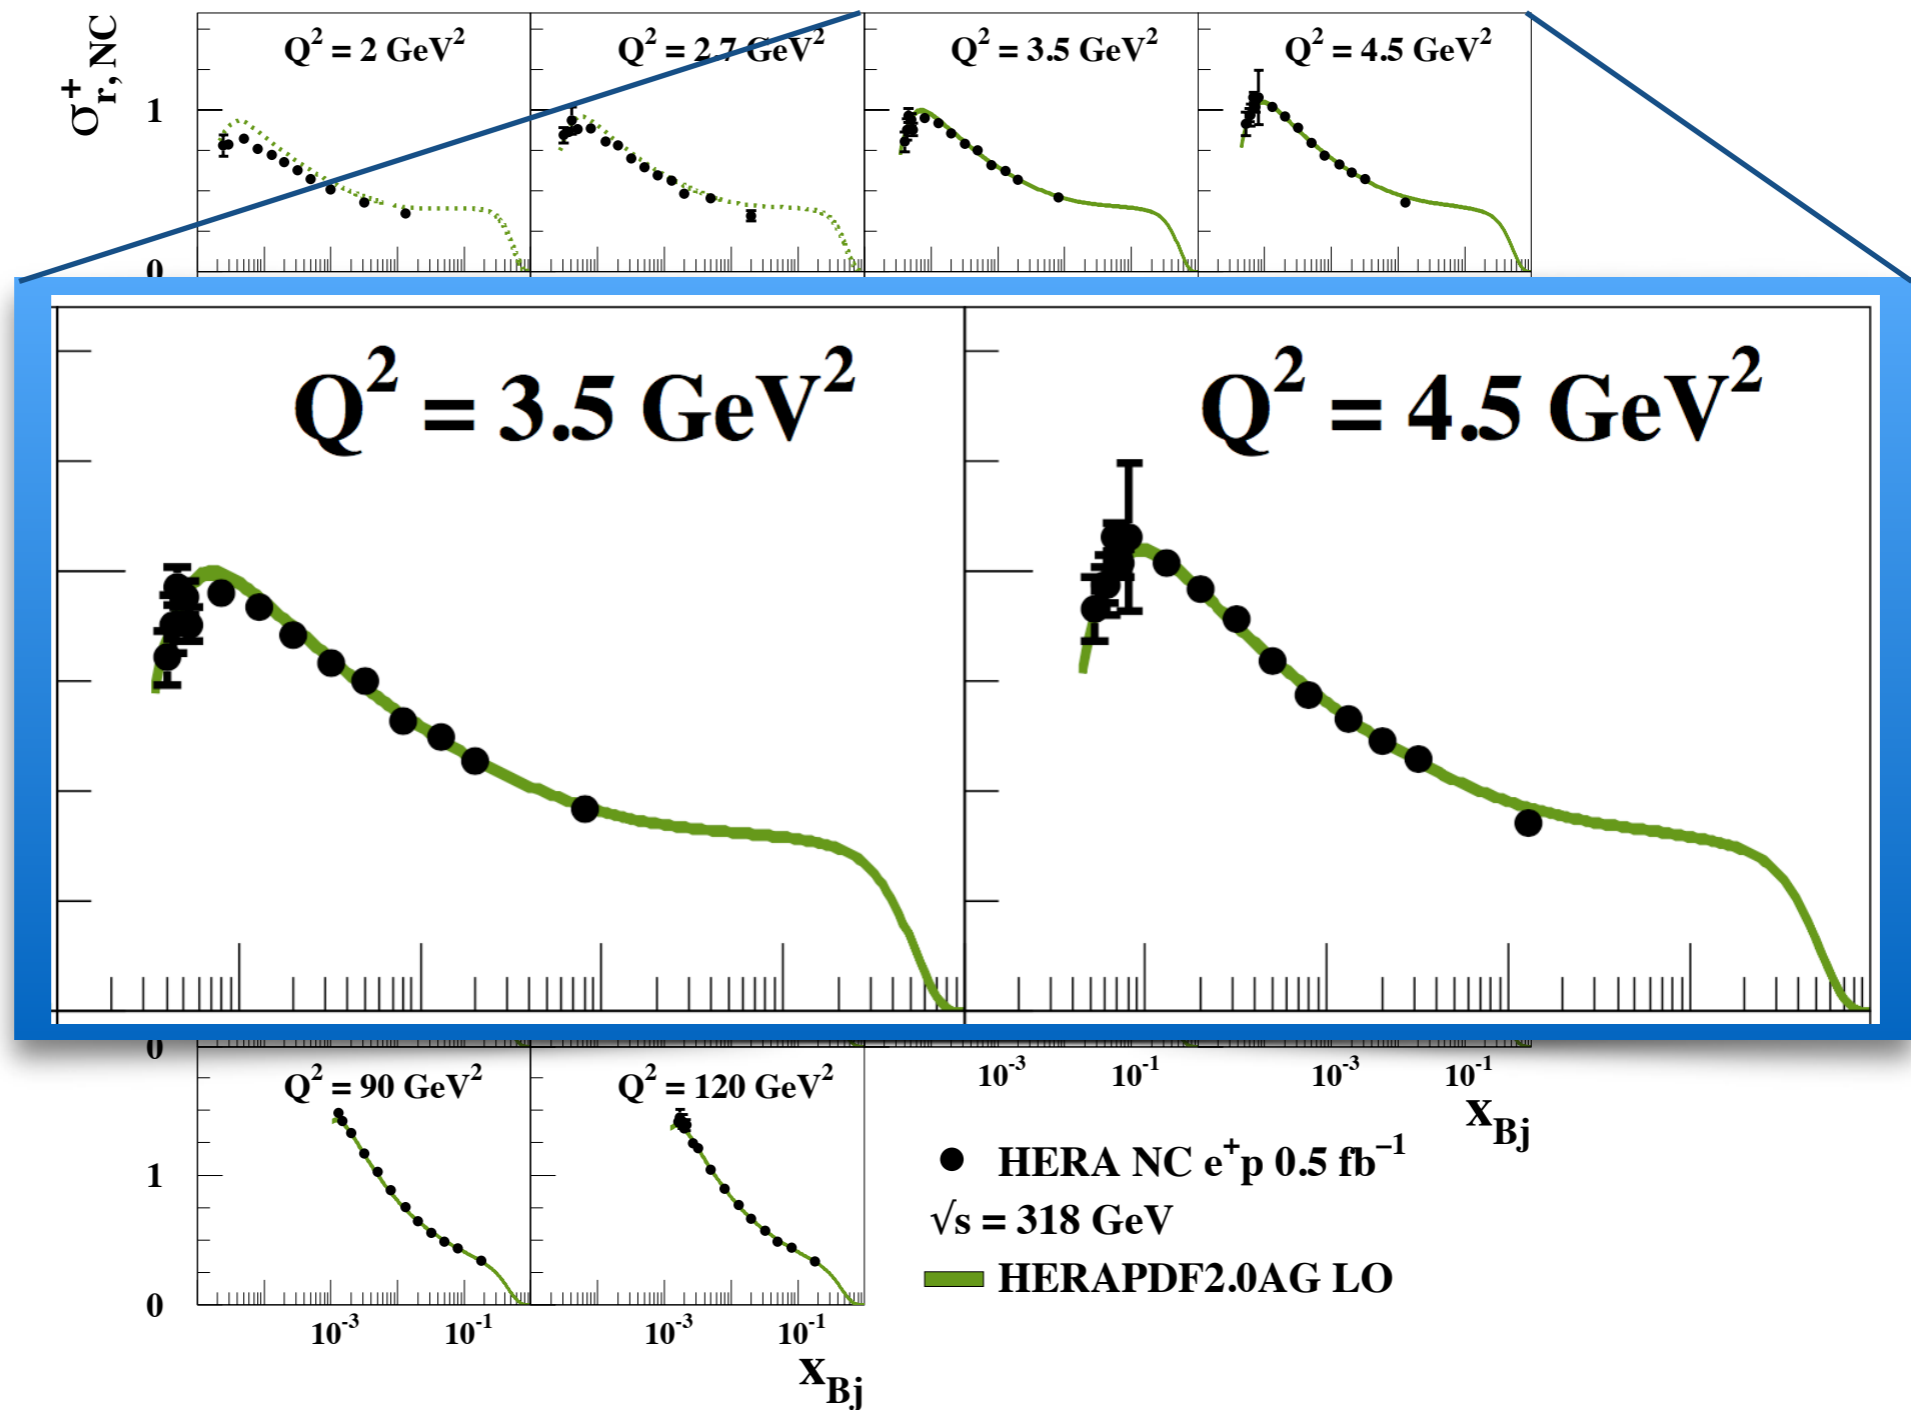 σ⁺r, NC
Q² = 2 GeV²
Q² = 2.7 GeV²
Q² = 3.5 GeV²
Q² = 4.5 GeV²
1
0
Q² = 3.5 GeV²
Q² = 4.5 GeV²
0
10⁻³ 10⁻¹ 10⁻³ 10⁻¹
xBj
Q² = 90 GeV²
Q² = 120 GeV²
1
0
10⁻³ 10⁻¹ 10⁻³ 10⁻¹
xBj
HERA NC e⁺p 0.5 fb⁻¹
√s = 318 GeV
HERAPDF2.0AG LO